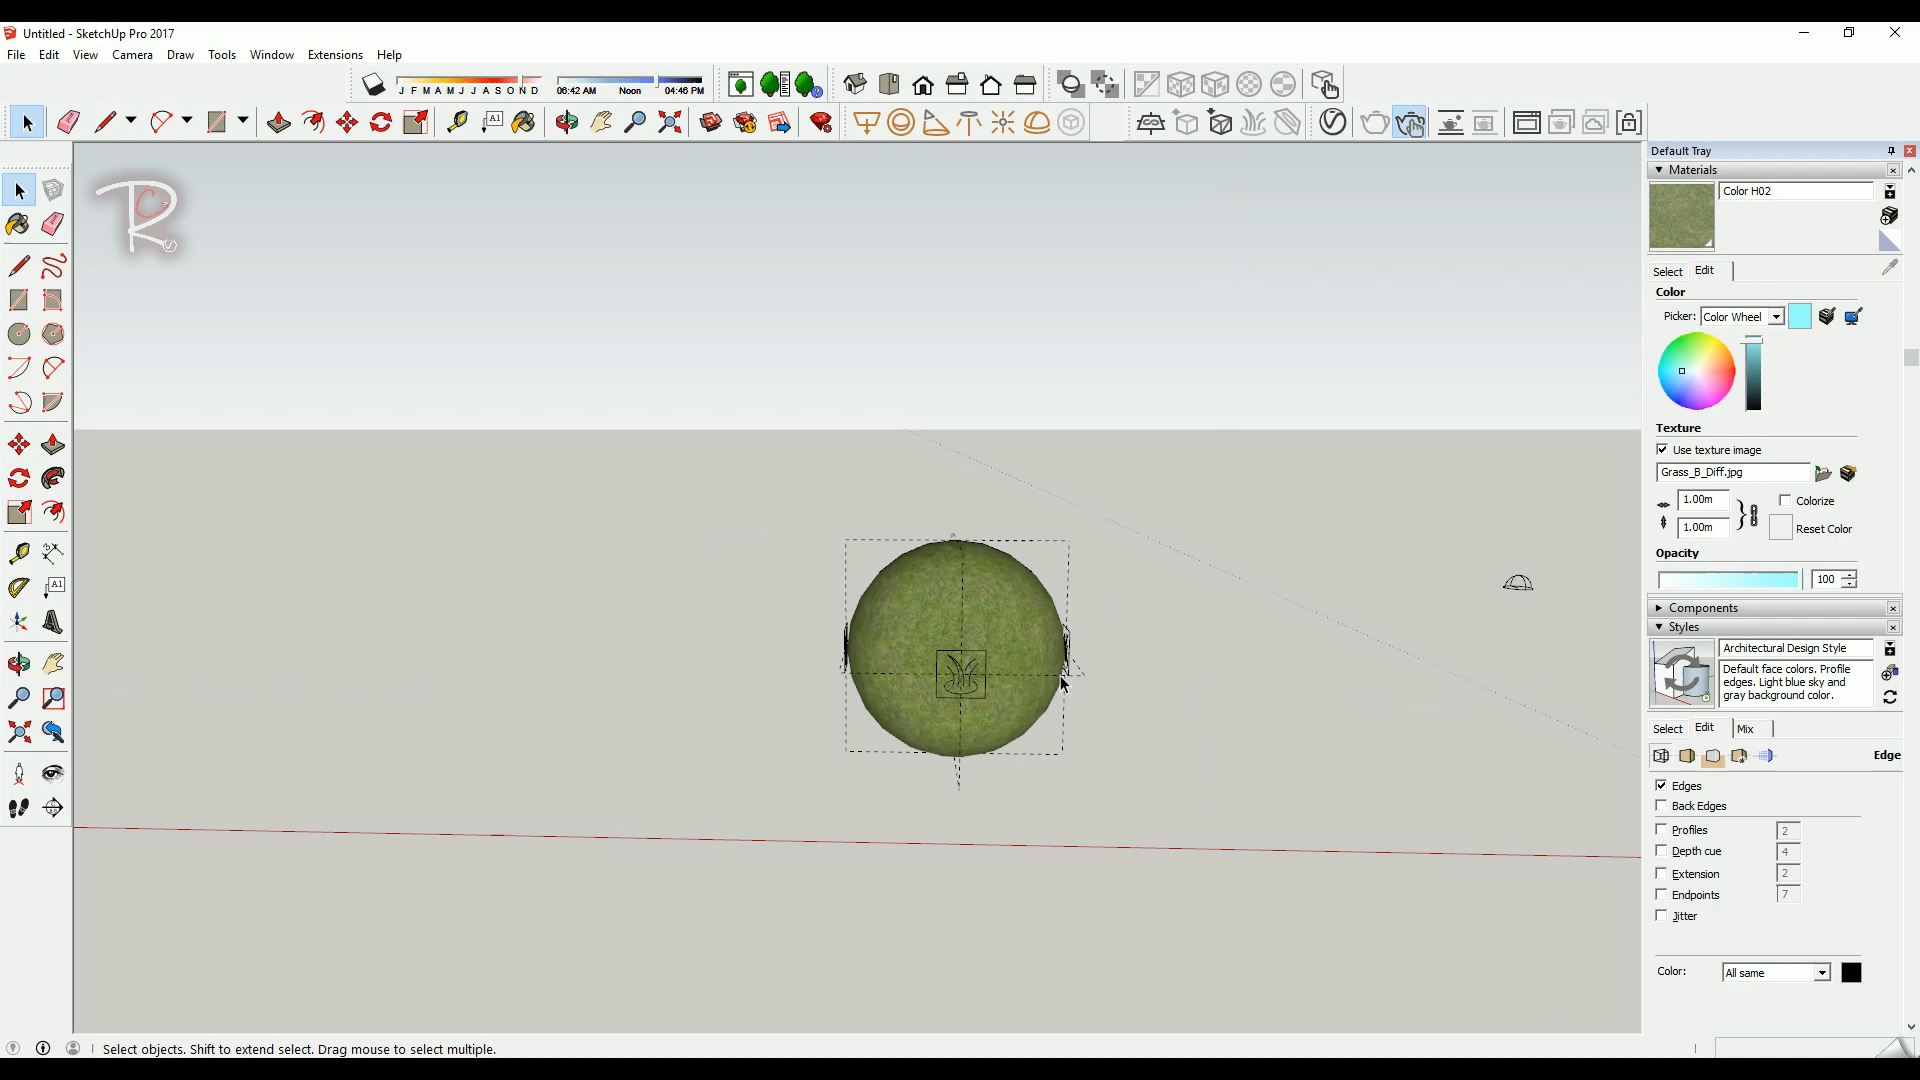 Untitled - SketchUp Pro 2017
File Edit View Camera Draw Tools Window Extensions Help
J F M A M J J A S O N D
06:42 AM Noon 04:46 PM
A1
Default Tray
Materials
Color H02
Select Edit
Color
Picker: Color Wheel
Texture
Use texture image
Grass_B_Diff.jpg
1.00m
Colorize
1.00m
Reset Color
Opacity
100
A1
Components
Styles
Architectural Design Style
Default face colors. Profile
edges. Light blue sky and
gray background color.
Select Edit Mix
Edge
Edges
Back Edges
Profiles 2
Depth cue 4
Extension 2
Endpoints 7
Jitter
Color: All same
Select objects. Shift to extend select. Drag mouse to select multiple.